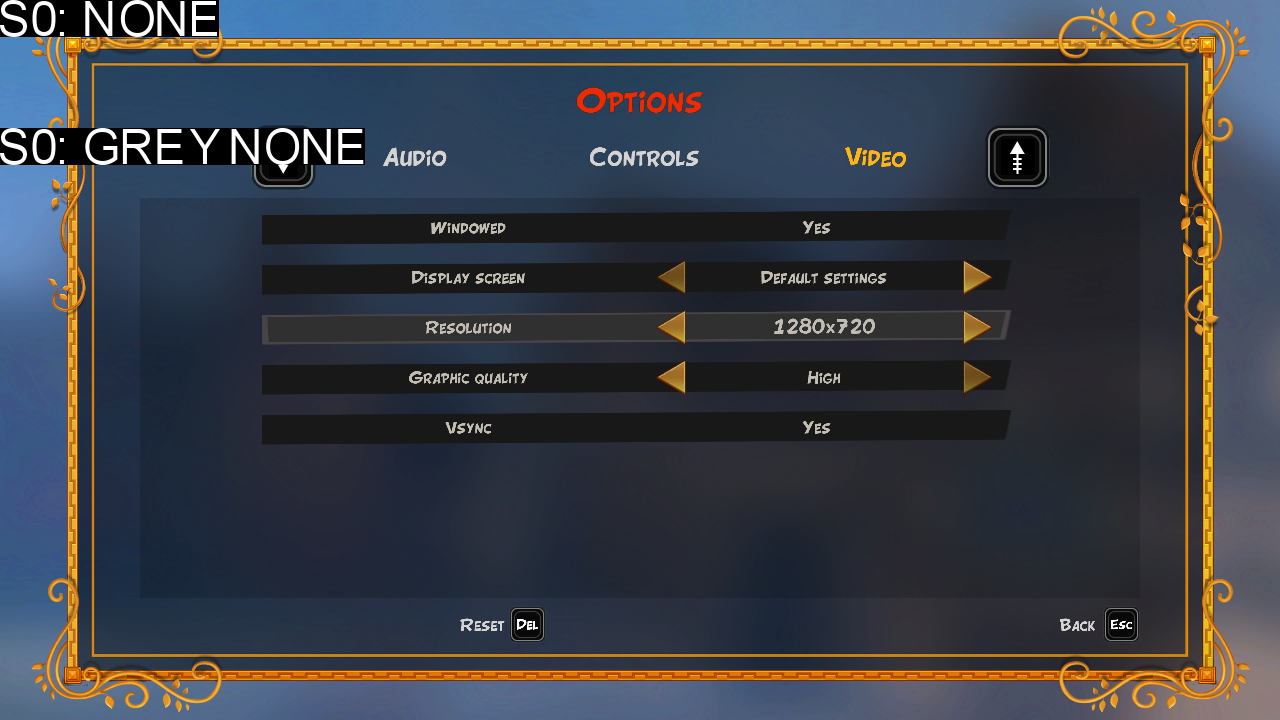 S0: NONE
OPTIONS
S0: GREY NONE
AUDIO CONTROLS VIDEO
WINDOWED YES
DISPLAY SCREEN DEFAULT SETTINGS
RESOLUTION 1280x720
GRAPHIC QUALITY HIGH
VSYNC YES
RESET DEL BACK ESC